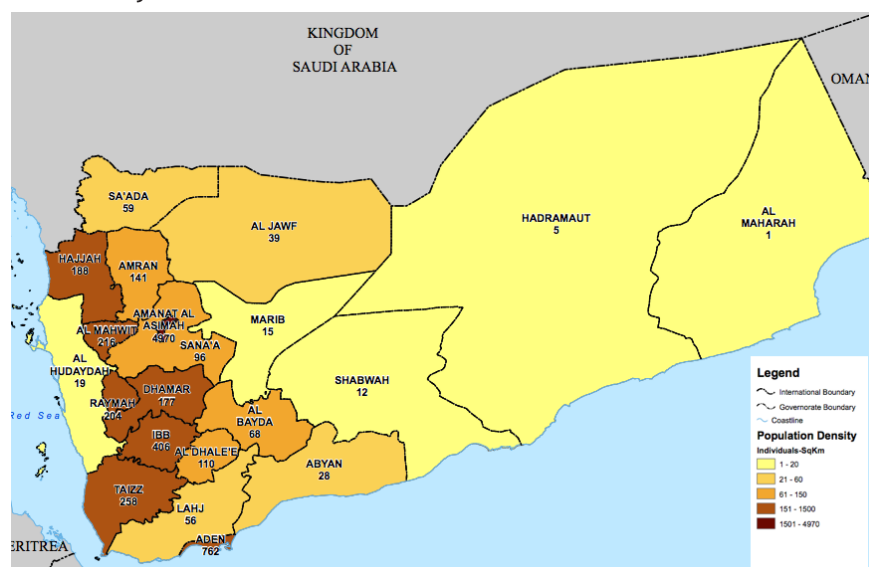 KINGDOM
OF
SAUDI ARABIA
OMAN
SA'ADA
59
AL JAWF
39
HADRAMAUT
5
AL
MAHARAH
1
HAJJAH
188
AMRAN
141
AMANAT AL
ASIMAH
4970
MARIB
15
AL MAHWIT
216
SANA'A
96
AL
HUDAYDAH
19
SHABWAH
12
DHAMAR
177
RAYMAH
204
Red Sea
AL
BAYDA
68
IBB
406
AL DHALE'E
110
ABYAN
28
TAIZZ
258
LAHJ
56
ADEN
762
ERITREA
Legend
International Boundary
Governorate Boundary
Coastline
Population Density
Individuals-SqKm
1 - 20
21 - 60
61 - 150
151 - 1500
1501 - 4970